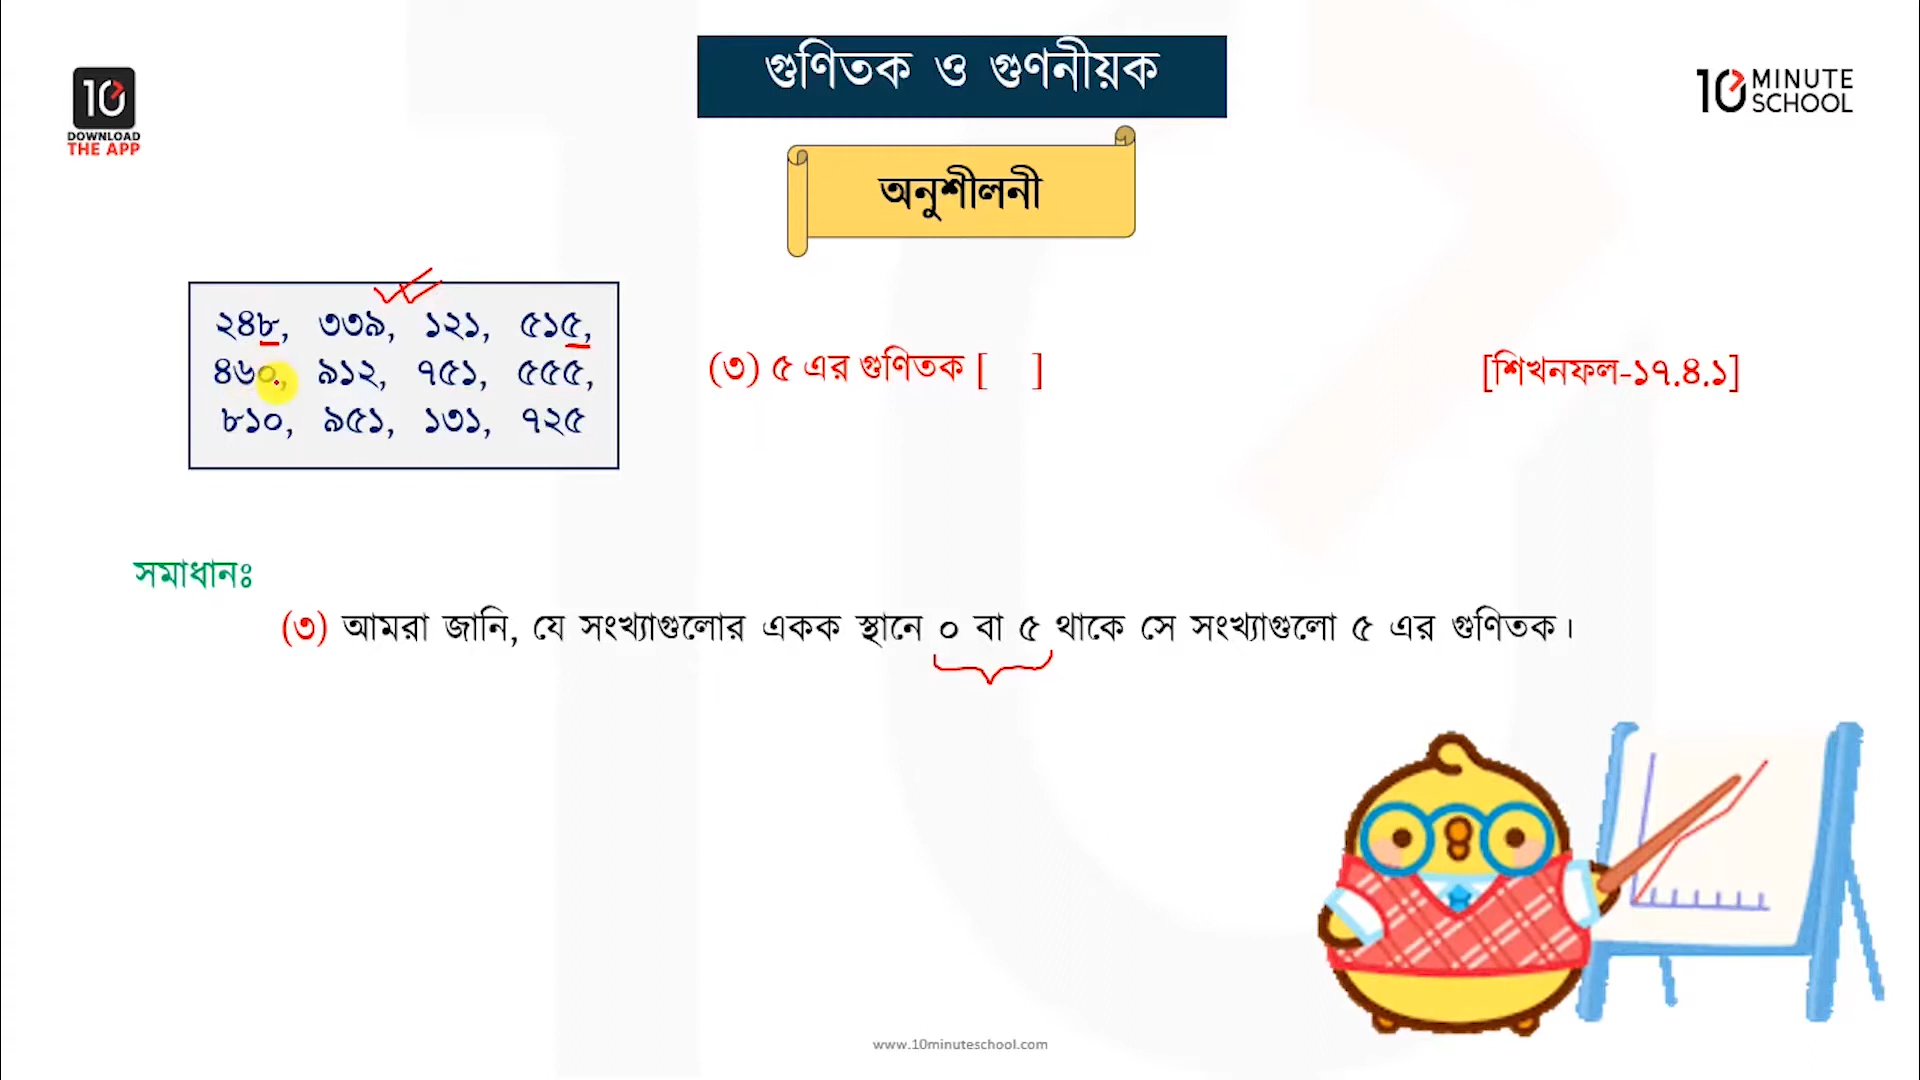 গুণিতক ও গুণনীয়ক
10 MINUTE SCHOOL
10
DOWNLOAD
THE APP
অনুশীলনী
২৪৮, ৩৩৯, ১২১, ৫১৫,
৪৬০, ৯১২, ৭৫১, ৫৫৫,
৮১০, ৯৫১, ১৩১, ৭২৫
(৩) ৫ এর গুণিতক [ ]
[শিখনফল-১৭.৪.১]
সমাধানঃ
(৩) আমরা জানি, যে সংখ্যাগুলোর একক স্থানে ০ বা ৫ থাকে সে সংখ্যাগুলো ৫ এর গুণিতক।
www.10minuteschool.com